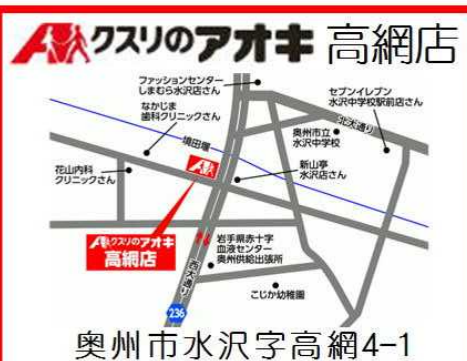 クスリのアオキ 高網店
ファッションセンター
しまむら水沢店さん
セブンイレブン
水沢中学校駅前店さん
なかじま
歯科クリニックさん
北大通り
奥州市立
水沢中学校
境田塚
花山内科
クリニックさん
新山亭
水沢店さん
クスリのアオキ
高網店
岩手県赤十字
血液センター
奥州供給出張所
西大通り
こじか幼稚園
236
奥州市水沢字高網4-1